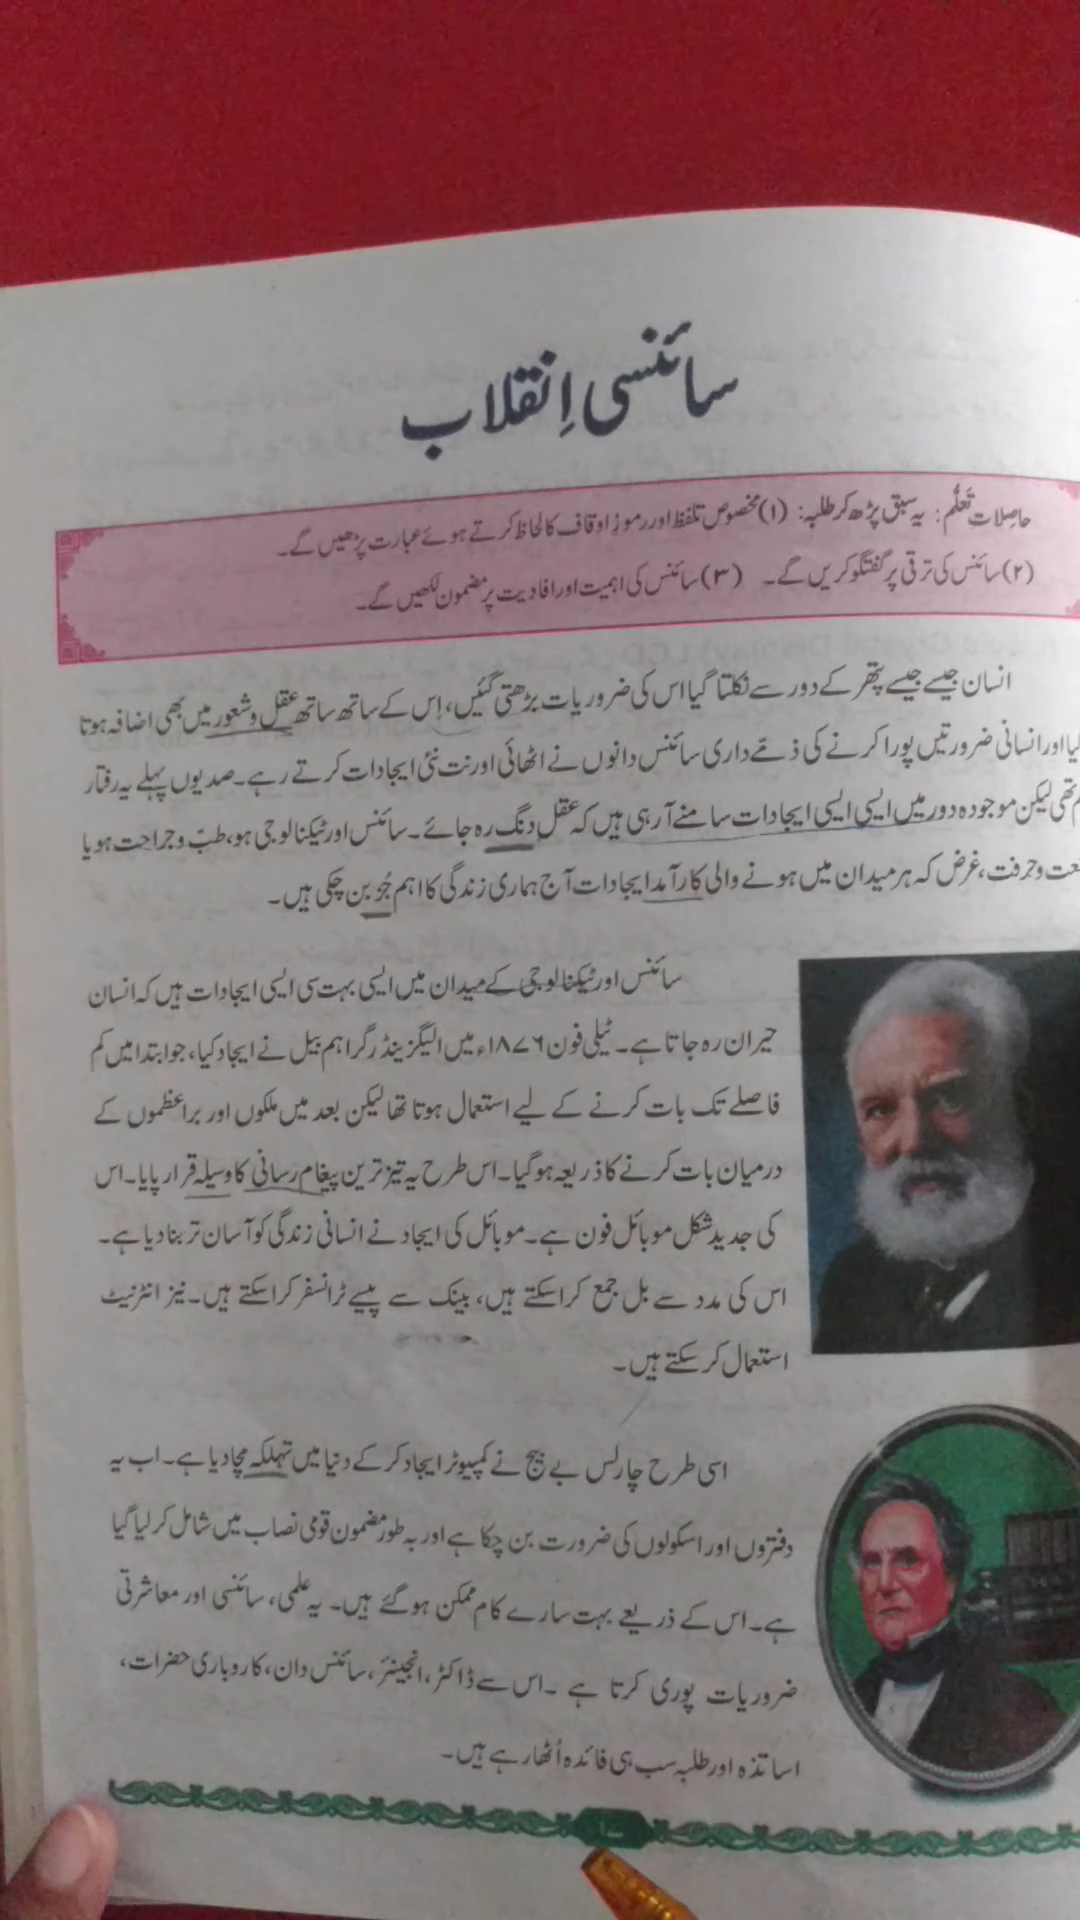 سائنسی اِنقلاب
حاصلاتِ تَعلُّم: یہ سبق پڑھ کر طلبہ: (۱) مخصوص تلفظ اور رموزِ اوقاف کا لحاظ کرتے ہوئے عبارت پڑھیں گے۔
(۲) سائنس کی ترقی پر گفتگو کریں گے۔ (۳) سائنس کی اہمیت اور افادیت پر مضمون لکھیں گے۔
انسان جیسے جیسے پتھر کے دور سے نکلتا گیا اس کی ضروریات بڑھتی گئیں، اِس کے ساتھ ساتھ عقل و شعور میں بھی اضافہ ہوتا
اور انسانی ضرورتیں پورا کرنے کی ذمّے داری سائنس دانوں نے اٹھائی اور نت نئی ایجادات کرتے رہے۔ صدیوں پہلے یہ رفتار
تھی لیکن موجودہ دور میں ایسی ایسی ایجادات سامنے آرہی ہیں کہ عقل دنگ رہ جائے۔ سائنس اور ٹیکنالوجی ہو، طبّ و جراحت ہو یا
و حرفت، غرض کہ ہر میدان میں ہونے والی کارآمد ایجادات آج ہماری زندگی کا اہم جُز بن چکی ہیں۔
سائنس اور ٹیکنالوجی کے میدان میں ایسی بہت سی ایسی ایجادات ہیں کہ انسان
حیران رہ جاتا ہے۔ ٹیلی فون ۱۸۷۶ء میں الیگزینڈر گراہم بیل نے ایجاد کیا، جو ابتدا میں کم
فاصلے تک بات کرنے کے لیے استعمال ہوتا تھا لیکن بعد میں ملکوں اور براعظموں کے
درمیان بات کرنے کا ذریعہ ہوگیا۔ اس طرح یہ تیز ترین پیغام رسانی کا وسیلہ قرار پایا۔ اس
کی جدید شکل موبائل فون ہے۔ موبائل کی ایجاد نے انسانی زندگی کو آسان تر بنا دیا ہے۔
اس کی مدد سے بل جمع کراسکتے ہیں، بینک سے پیسے ٹرانسفر کراسکتے ہیں۔ نیز انٹرنیٹ
استعمال کرسکتے ہیں۔
اسی طرح چارلس بے بیج نے کمپیوٹر ایجاد کر کے دنیا میں تہلکہ مچادیا ہے۔ اب یہ
دفتروں اور اسکولوں کی ضرورت بن چکا ہے اور بہ طور مضمون قومی نصاب میں شامل کر لیا گیا
ہے۔ اس کے ذریعے بہت سارے کام ممکن ہوگئے ہیں۔ یہ علمی، سائنسی اور معاشرتی
ضروریات پوری کرتا ہے۔ اس سے ڈاکٹر، انجینئر، سائنس دان، کاروباری حضرات،
اساتذہ اور طلبہ سب ہی فائدہ اُٹھا رہے ہیں۔